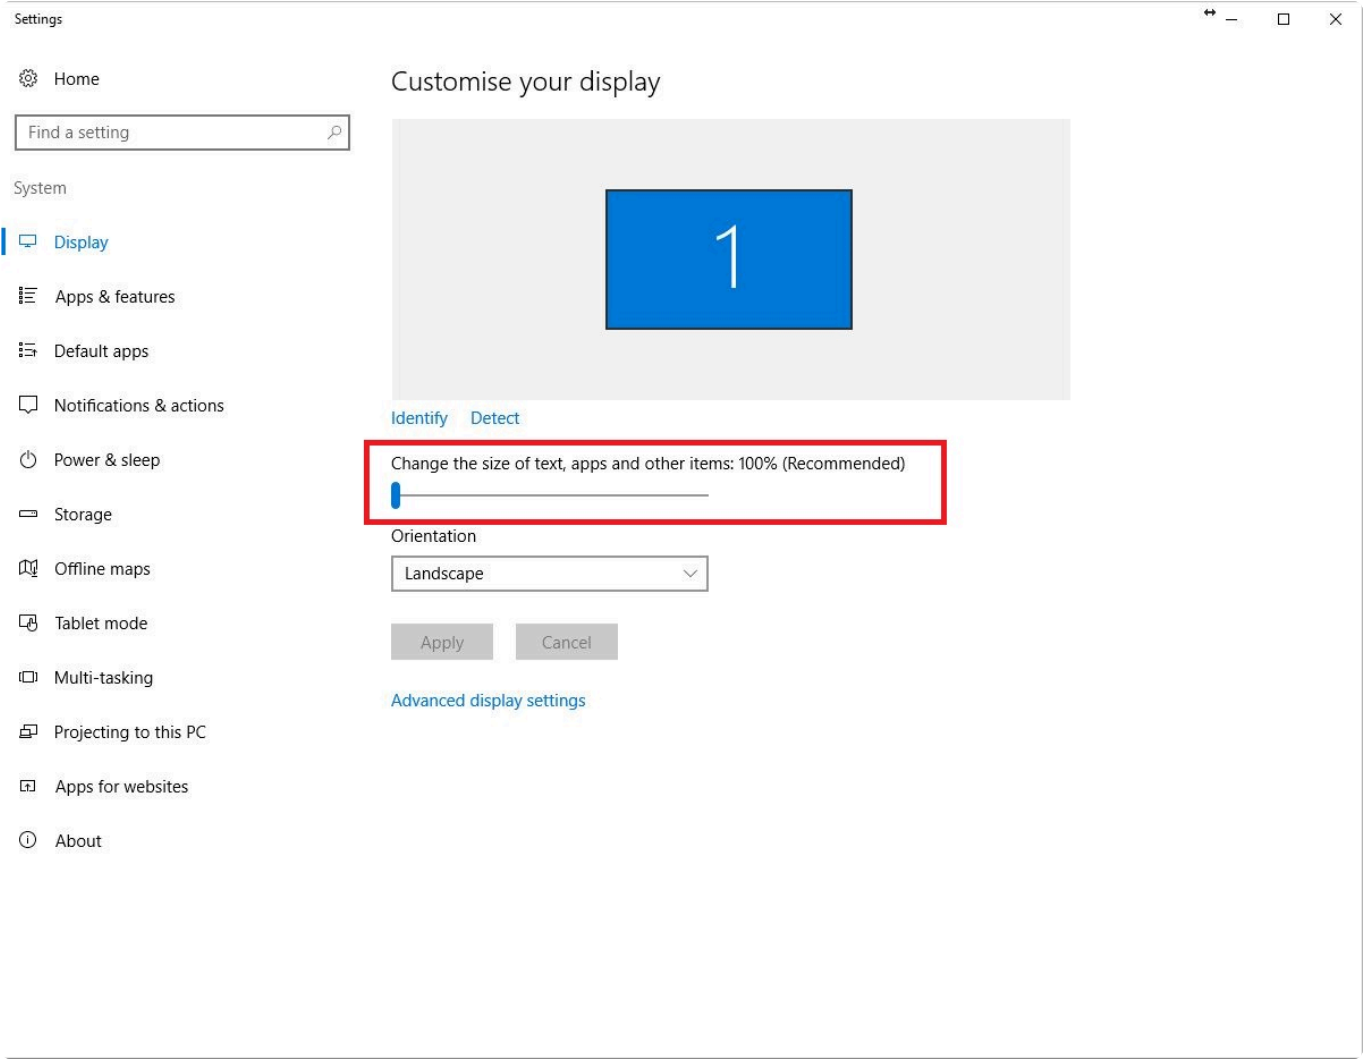 Settings
Home
Find a setting
System
Display
Apps & features
Default apps
Notifications & actions
Power & sleep
Storage
Offline maps
Tablet mode
Multi-tasking
Projecting to this PC
Apps for websites
About
Customise your display
1
Identify Detect
Change the size of text, apps and other items: 100% (Recommended)
Orientation
Landscape
Apply Cancel
Advanced display settings